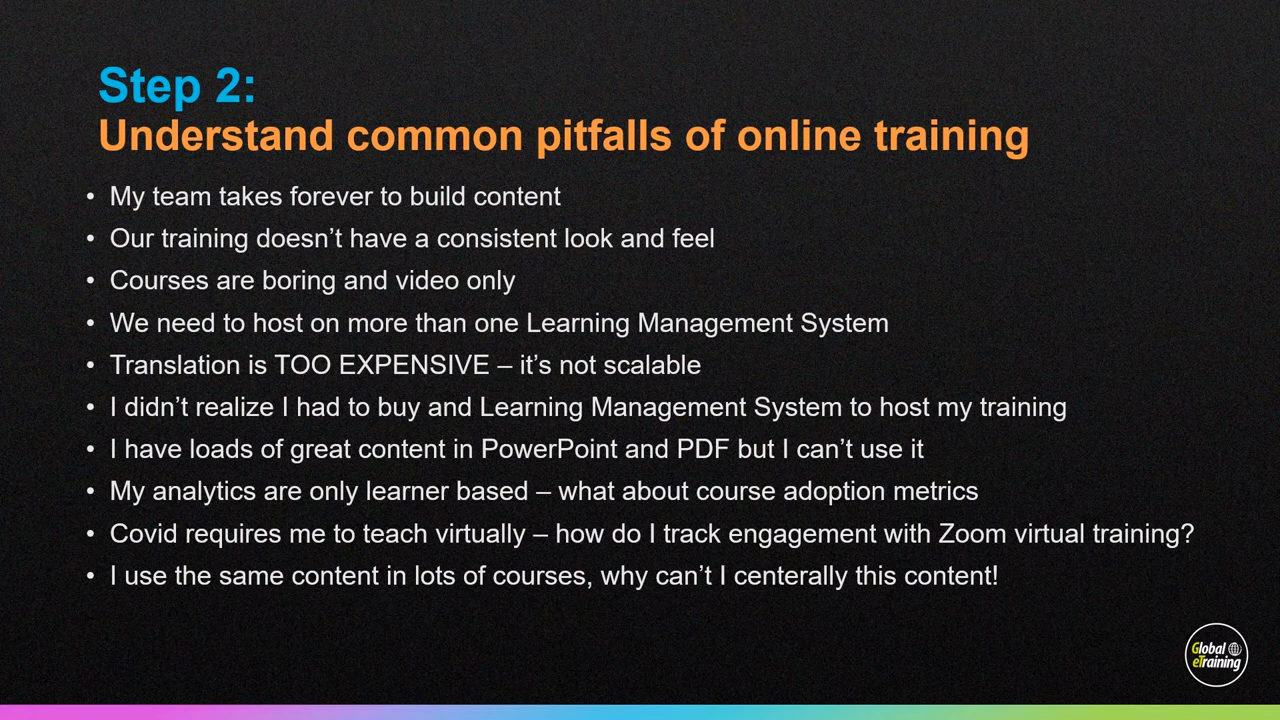 Step 2:
Understand common pitfalls of online training
• My team takes forever to build content
• Our training doesn’t have a consistent look and feel
• Courses are boring and video only
• We need to host on more than one Learning Management System
• Translation is TOO EXPENSIVE – it’s not scalable
• I didn’t realize I had to buy and Learning Management System to host my training
• I have loads of great content in PowerPoint and PDF but I can’t use it
• My analytics are only learner based – what about course adoption metrics
• Covid requires me to teach virtually – how do I track engagement with Zoom virtual training?
• I use the same content in lots of courses, why can’t I centerally this content!
Global
eTraining